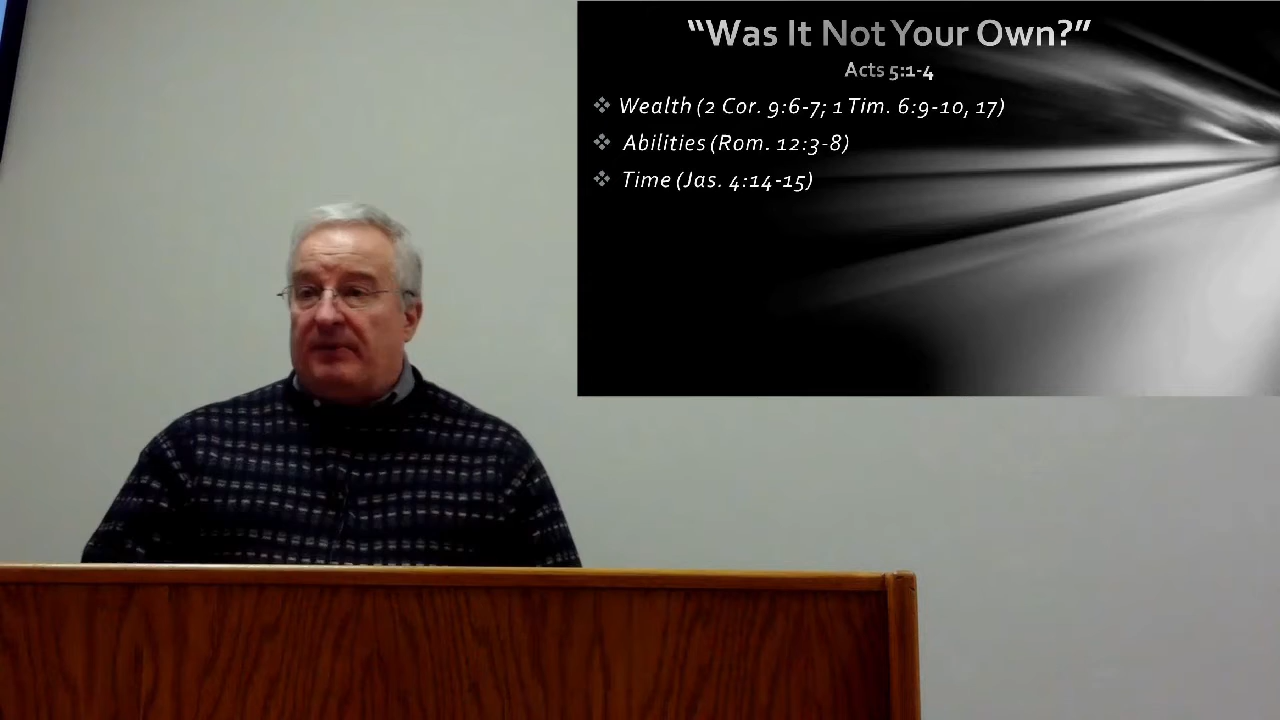 “Was It Not Your Own?”
Acts 5:1-4
Wealth (2 Cor. 9:6-7; 1 Tim. 6:9-10, 17)
Abilities (Rom. 12:3-8)
Time (Jas. 4:14-15)